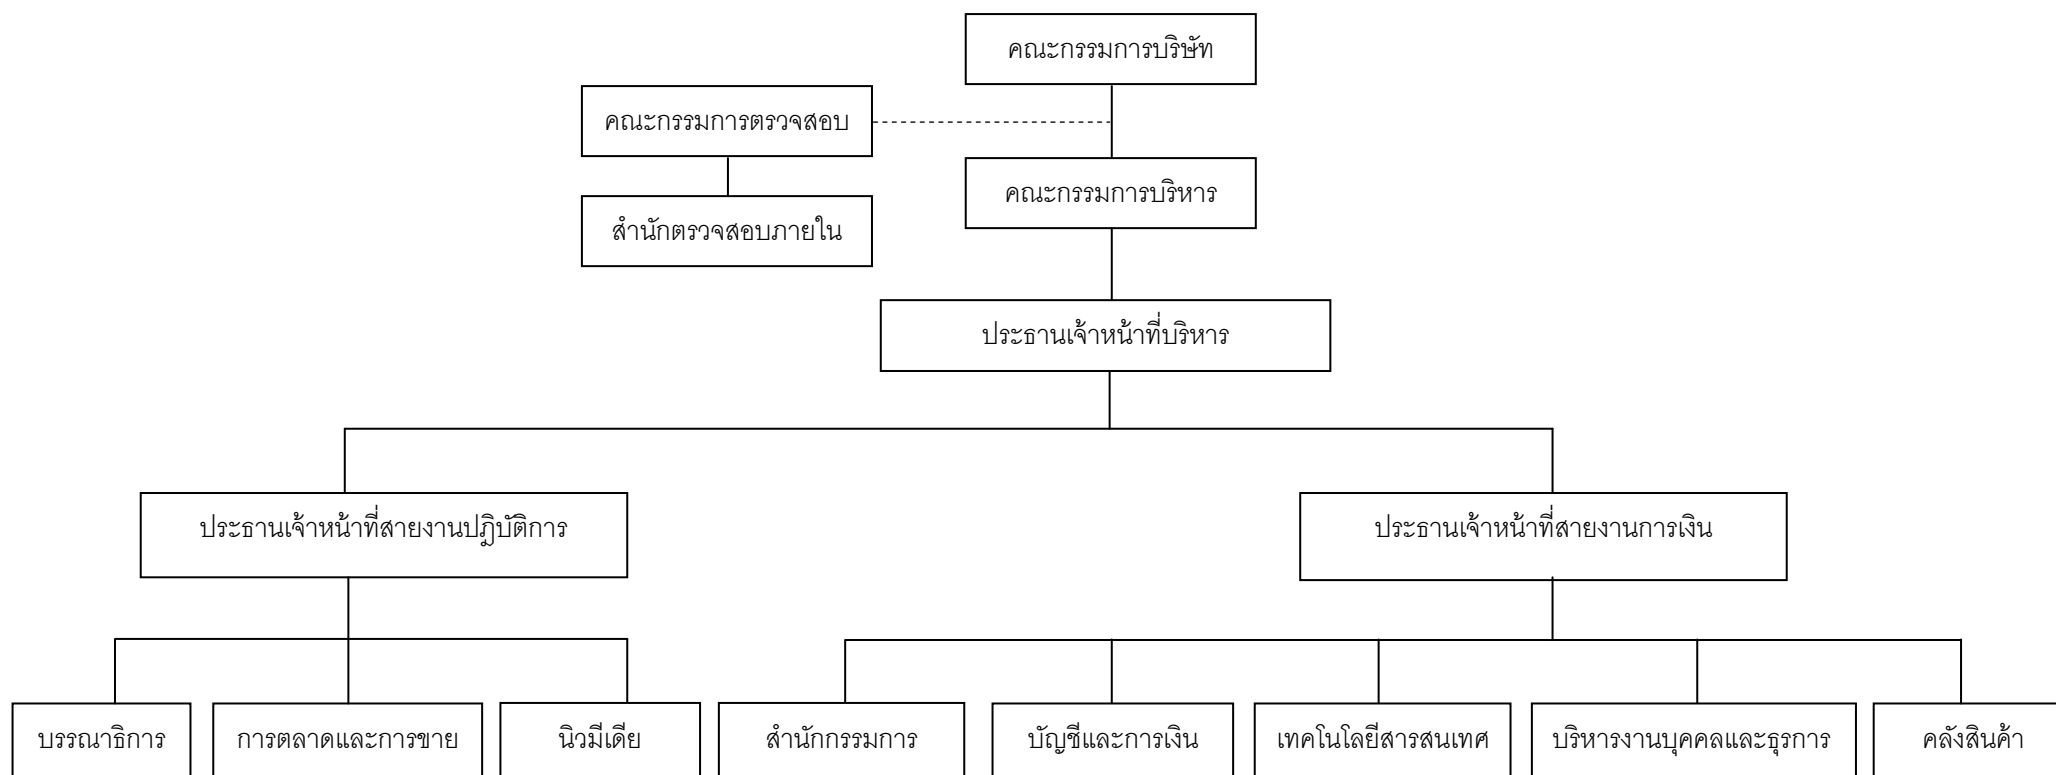 คณะกรรมการบริษัท
คณะกรรมการตรวจสอบ
คณะกรรมการบริหาร
สำนักตรวจสอบภายใน
ประธานเจ้าหน้าที่บริหาร
ประธานเจ้าหน้าที่สายงานปฏิบัติการ
ประธานเจ้าหน้าที่สายงานการเงิน
บรรณาธิการ
การตลาดและการขาย
นิวมีเดีย
สำนักกรรมการ
บัญชีและการเงิน
เทคโนโลยีสารสนเทศ
บริหารงานบุคคลและธุรการ
คลังสินค้า